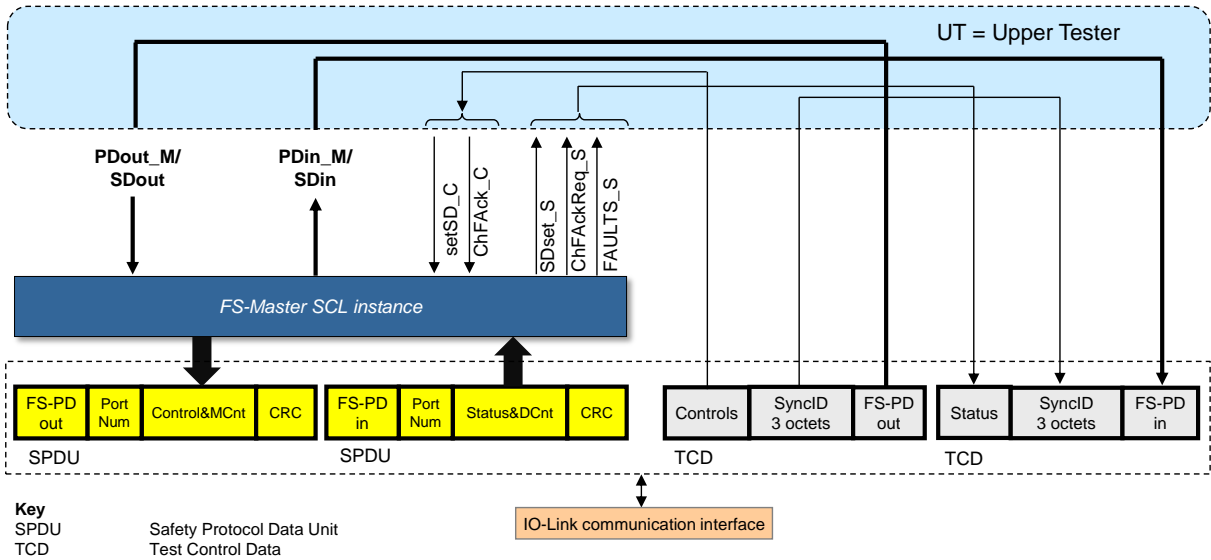 UT = Upper Tester
PDout_M/
SDout
PDin_M/
SDin
setSD_C
ChFAck_C
SDset_S
ChFAckReq_S
FAULTS_S
FS-Master SCL instance
FS-PD
out
Port
Num
Control&MCnt
CRC
FS-PD
in
Port
Num
Status&DCnt
CRC
Controls
SyncID
3 octets
FS-PD
out
Status
SyncID
3 octets
FS-PD
in
SPDU
SPDU
TCD
TCD
IO-Link communication interface
Key
SPDU Safety Protocol Data Unit
TCD Test Control Data